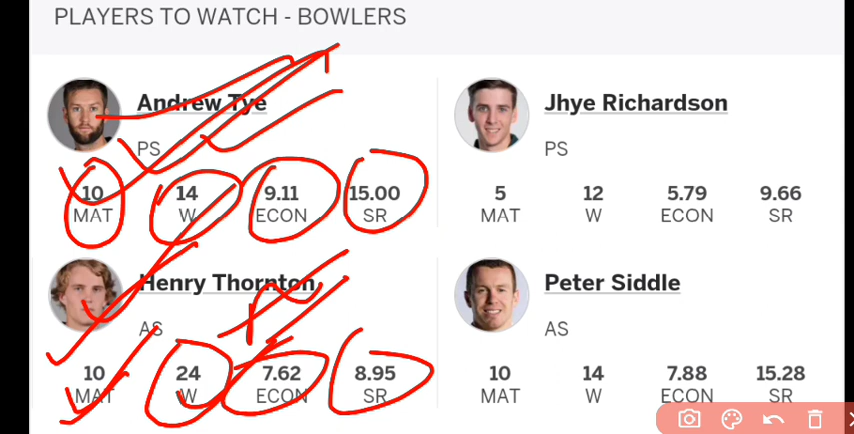 PLAYERS TO WATCH - BOWLERS
Andrew Tye
PS
10 14 9.11 15.00
MAT W ECON SR
Jhye Richardson
PS
5 12 5.79 9.66
MAT W ECON SR
Henry Thornton
AS
10 24 7.62 8.95
MAT W ECON SR
Peter Siddle
AS
10 14 7.88 15.28
MAT W ECON SR